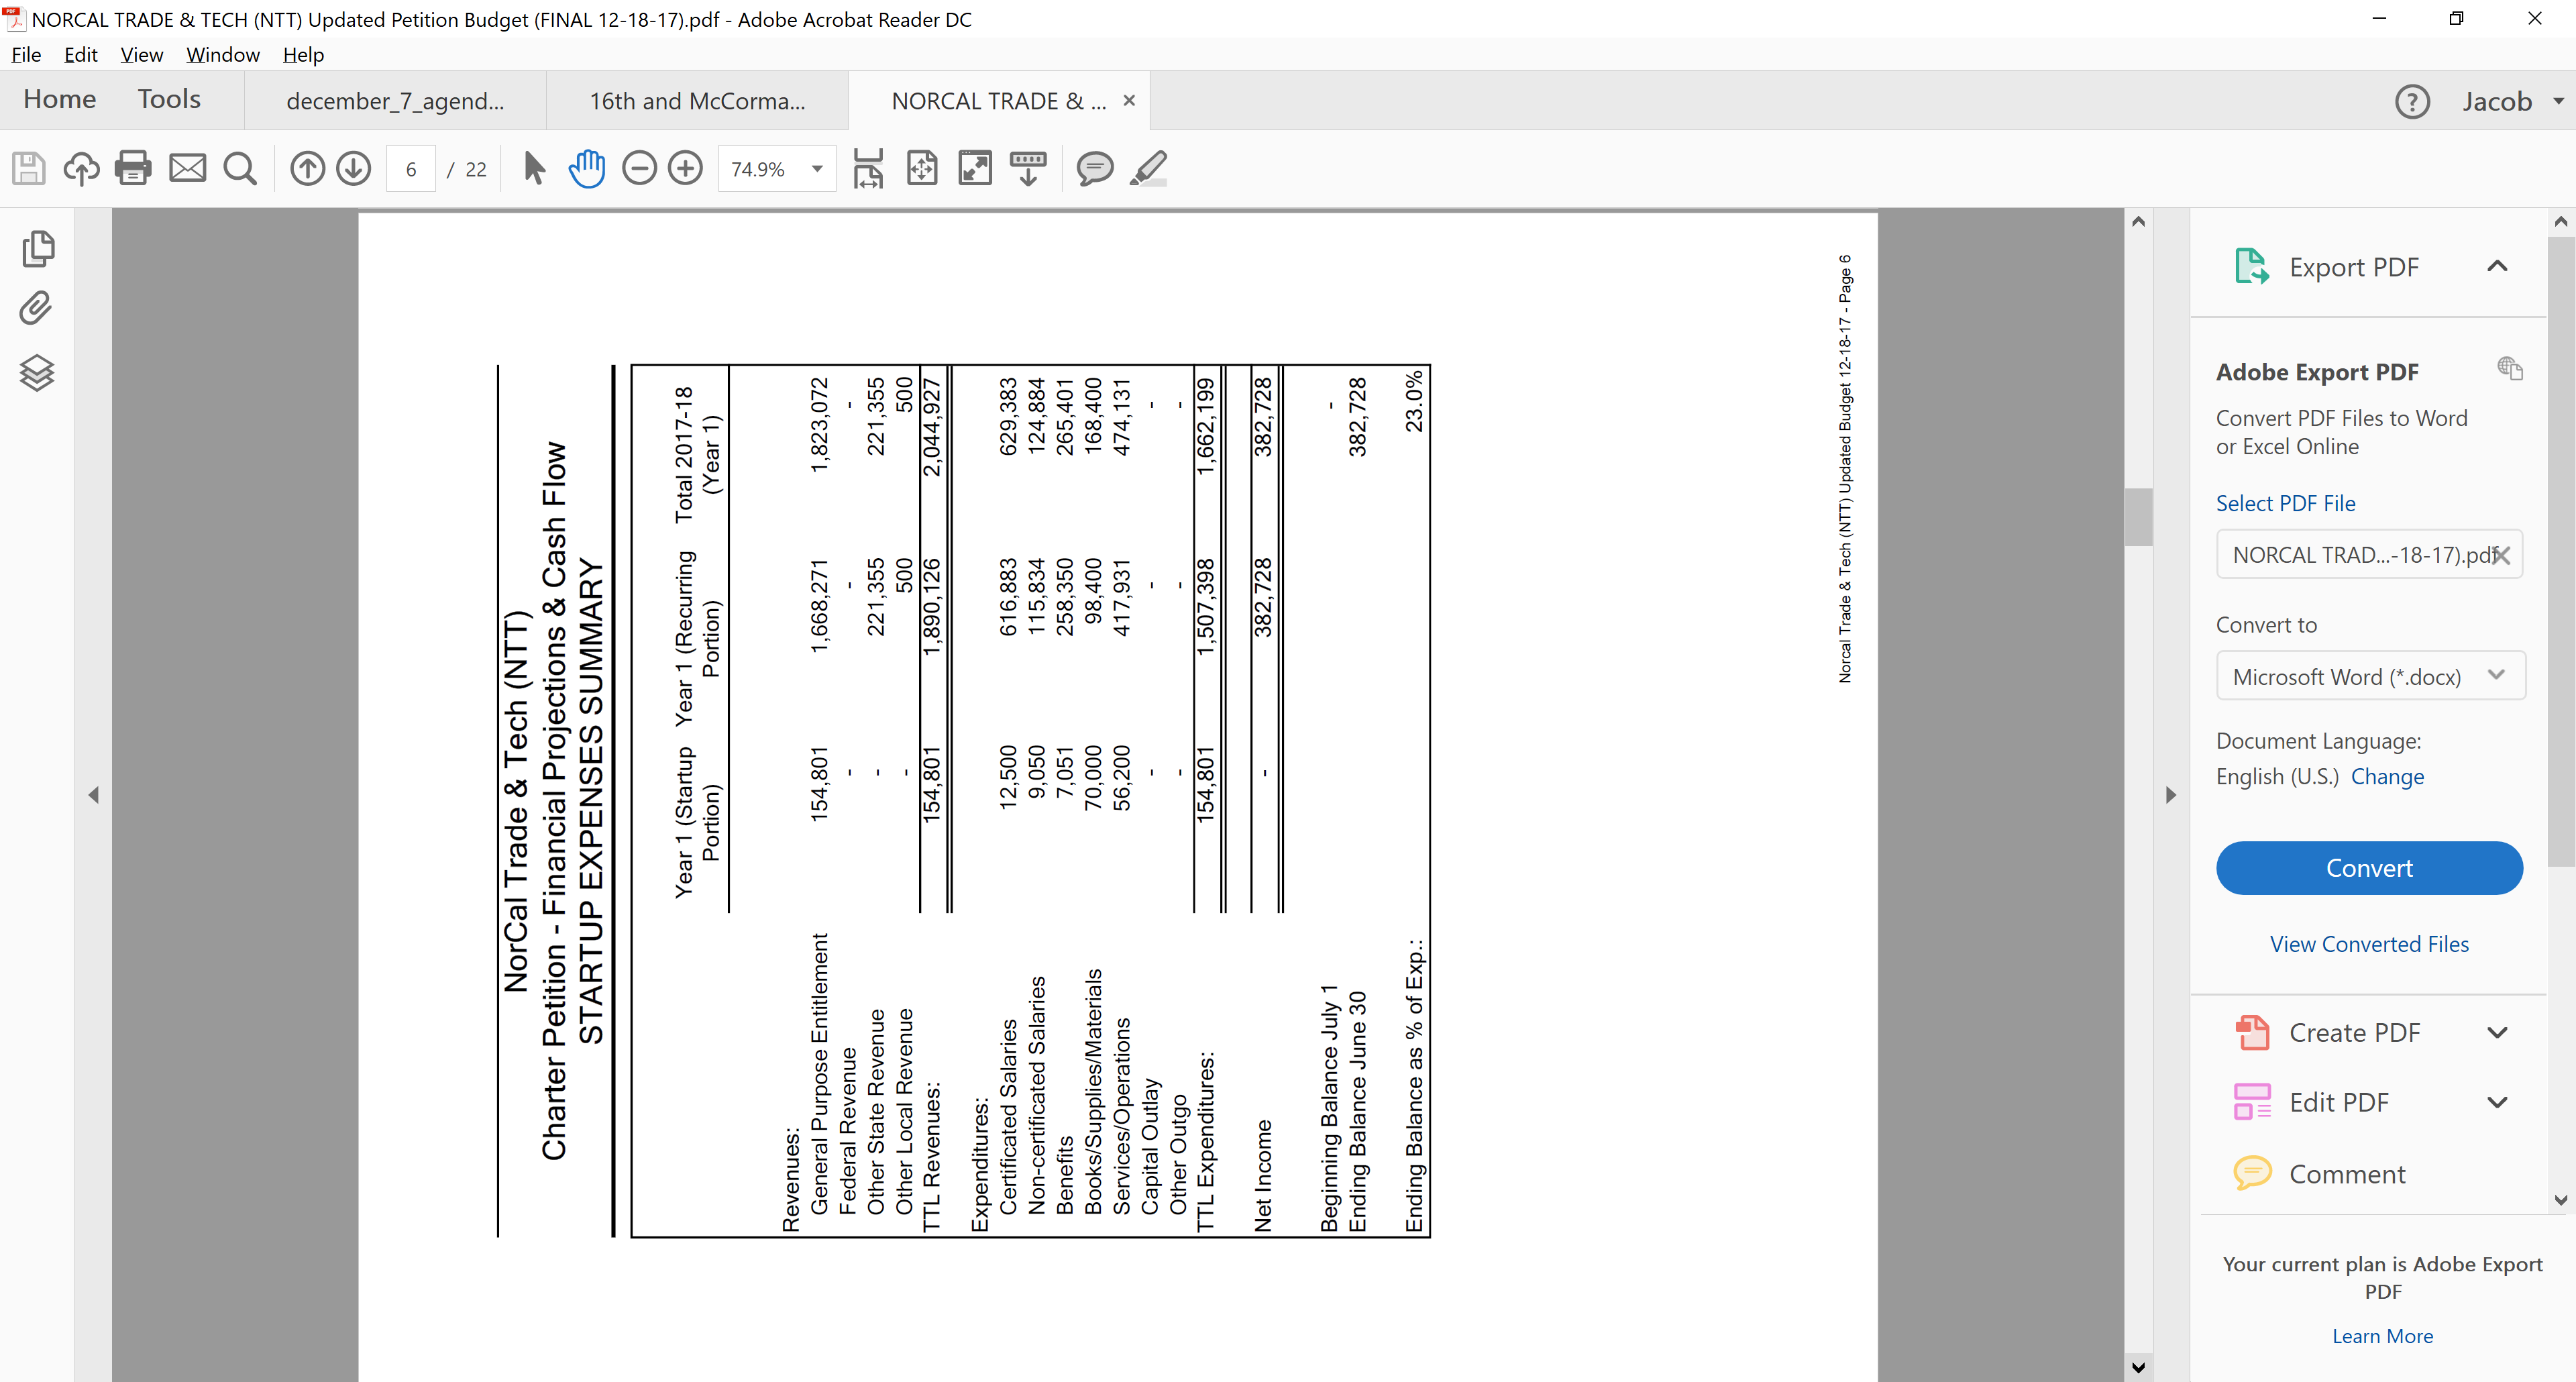 NORCAL TRADE & TECH (NTT) Updated Petition Budget (FINAL 12-18-17).pdf - Adobe Acrobat Reader DC
File Edit View Window Help
Home Tools december_7_agend... 16th and McCorma... NORCAL TRADE & ... Jacob
6 / 22 74.9%
NorCal Trade & Tech (NTT)
Charter Petition - Financial Projections & Cash Flow
STARTUP EXPENSES SUMMARY
Year 1 (Startup Portion) Year 1 (Recurring Portion) Total 2017-18 (Year 1)
Revenues:
General Purpose Entitlement 154,801 1,668,271 1,823,072
Federal Revenue - - -
Other State Revenue - 221,355 221,355
Other Local Revenue - 500 500
TTL Revenues: 154,801 1,890,126 2,044,927
Expenditures:
Certificated Salaries 12,500 616,883 629,383
Non-certificated Salaries 9,050 115,834 124,884
Benefits 7,051 258,350 265,401
Books/Supplies/Materials 70,000 98,400 168,400
Services/Operations 56,200 417,931 474,131
Capital Outlay - - -
Other Outgo - - -
TTL Expenditures: 154,801 1,507,398 1,662,199
Net Income - 382,728 382,728
Beginning Balance July 1 -
Ending Balance June 30 382,728
Ending Balance as % of Exp.: 23.0%
Norcal Trade & Tech (NTT) Updated Budget 12-18-17 - Page 6
Export PDF
Adobe Export PDF
Convert PDF Files to Word
or Excel Online
Select PDF File
NORCAL TRAD...-18-17).pdf
Convert to
Microsoft Word (*.docx)
Document Language:
English (U.S.) Change
Convert
View Converted Files
Create PDF
Edit PDF
Comment
Your current plan is Adobe Export
PDF
Learn More